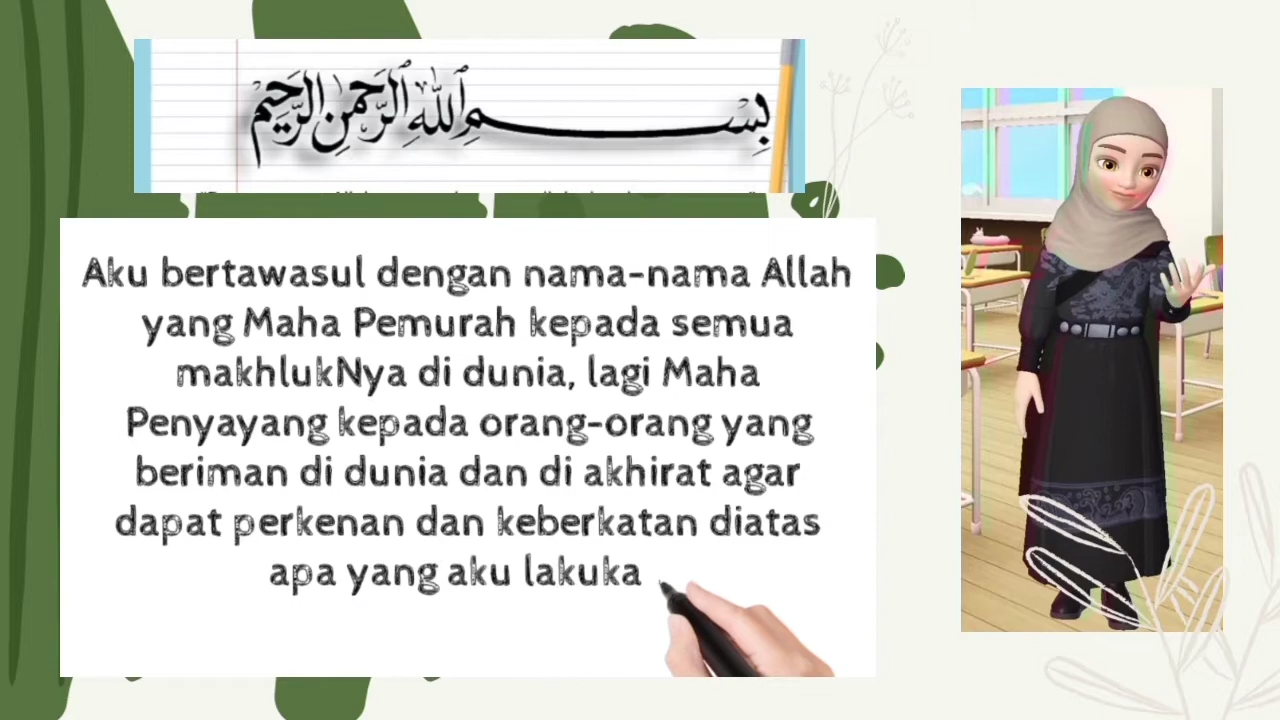 بِسْــــــمِ ٱللَّٰهِ ٱلرَّحْمَٰنِ ٱلرَّحِيمِ
Aku bertawasul dengan nama-nama Allah
yang Maha Pemurah kepada semua
makhlukNya di dunia, lagi Maha
Penyayang kepada orang-orang yang
beriman di dunia dan di akhirat agar
dapat perkenan dan keberkatan diatas
apa yang aku lakuka